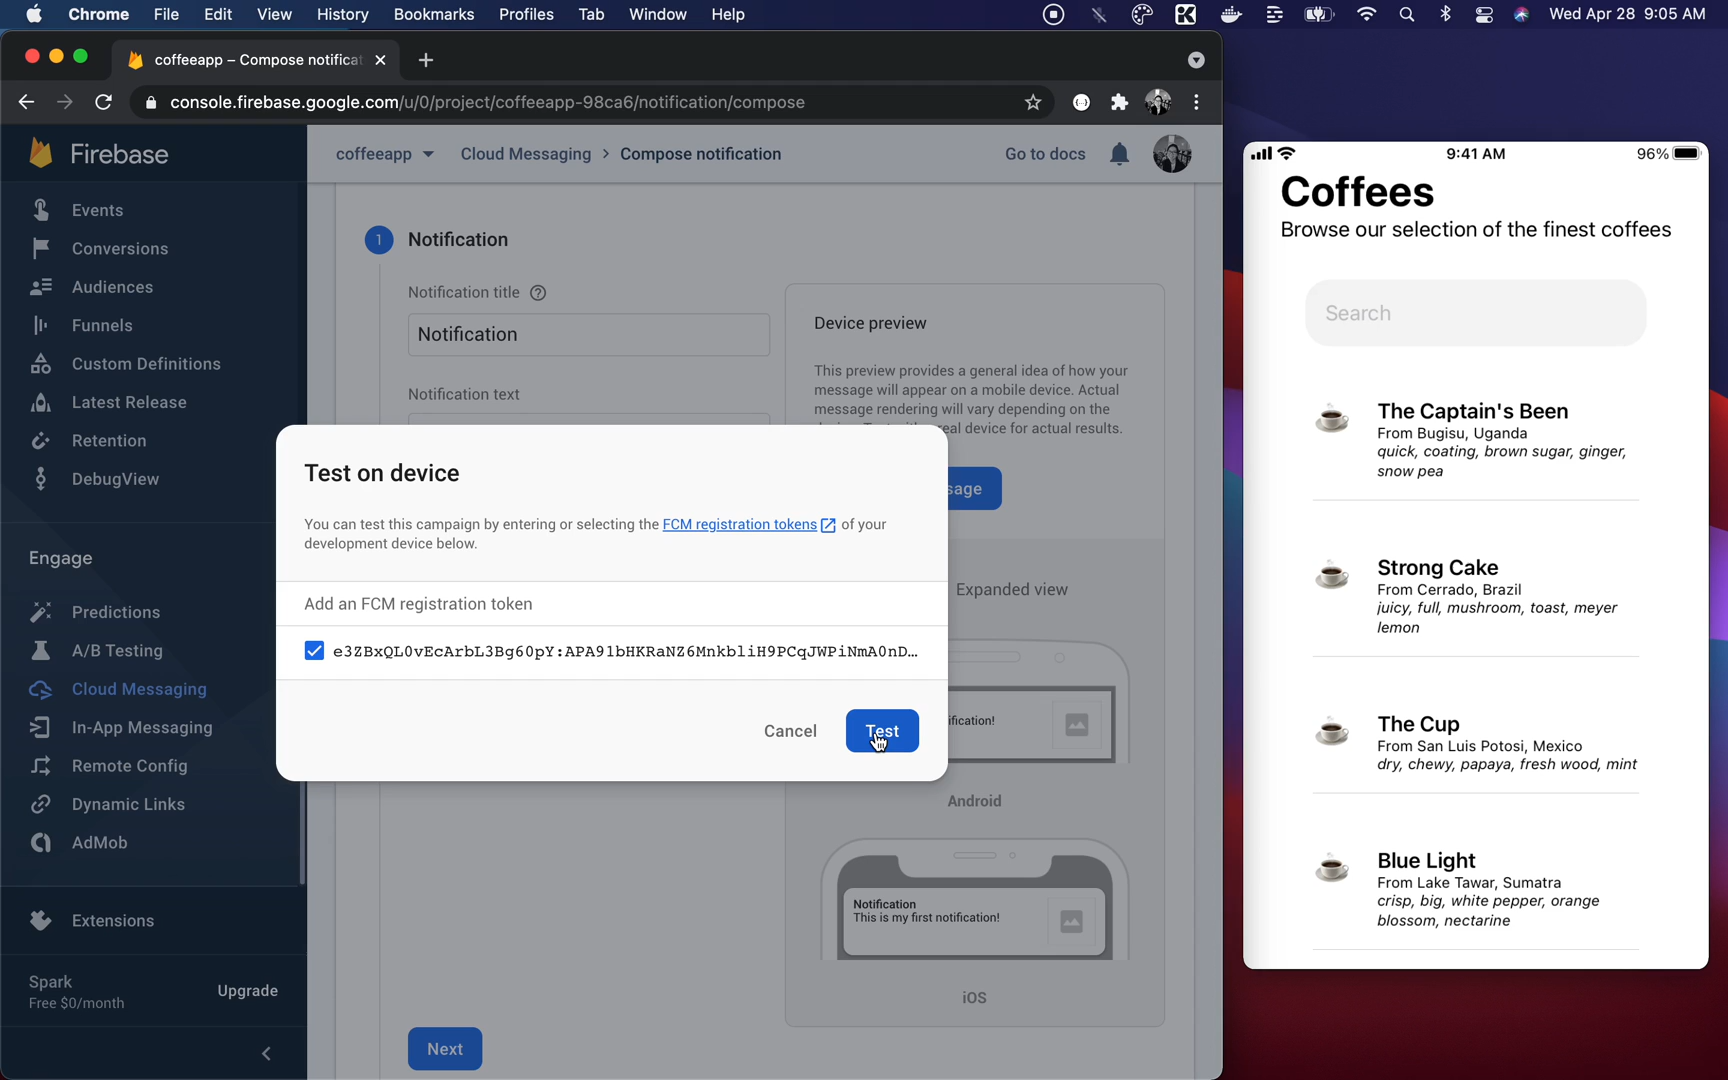 Chrome File Edit View History Bookmarks Profiles Tab Window Help
Wed Apr 28 9:05 AM
coffeeapp – Compose notificat
console.firebase.google.com/u/0/project/coffeeapp-98ca6/notification/compose
Firebase
Events
Conversions
Audiences
Funnels
Custom Definitions
Latest Release
Retention
DebugView
Engage
Predictions
A/B Testing
Cloud Messaging
In-App Messaging
Remote Config
Dynamic Links
AdMob
Extensions
Spark
Free $0/month
Upgrade
coffeeapp
Cloud Messaging > Compose notification
Go to docs
1 Notification
Notification title
Notification
Notification text
Device preview
This preview provides a general idea of how your
message will appear on a mobile device. Actual
message rendering will vary depending on the
real device for actual results.
sage
Expanded view
ification!
Android
Notification
This is my first notification!
iOS
Next
Test on device
You can test this campaign by entering or selecting the FCM registration tokens of your
development device below.
Add an FCM registration token
e3ZBxQL0vEcArbL3Bg60pY:APA91bHKRaNZ6MnkbliH9PCqJWPiNmA0nD...
Cancel
Test
9:41 AM
96%
Coffees
Browse our selection of the finest coffees
Search
The Captain's Been
From Bugisu, Uganda
quick, coating, brown sugar, ginger,
snow pea
Strong Cake
From Cerrado, Brazil
juicy, full, mushroom, toast, meyer
lemon
The Cup
From San Luis Potosi, Mexico
dry, chewy, papaya, fresh wood, mint
Blue Light
From Lake Tawar, Sumatra
crisp, big, white pepper, orange
blossom, nectarine